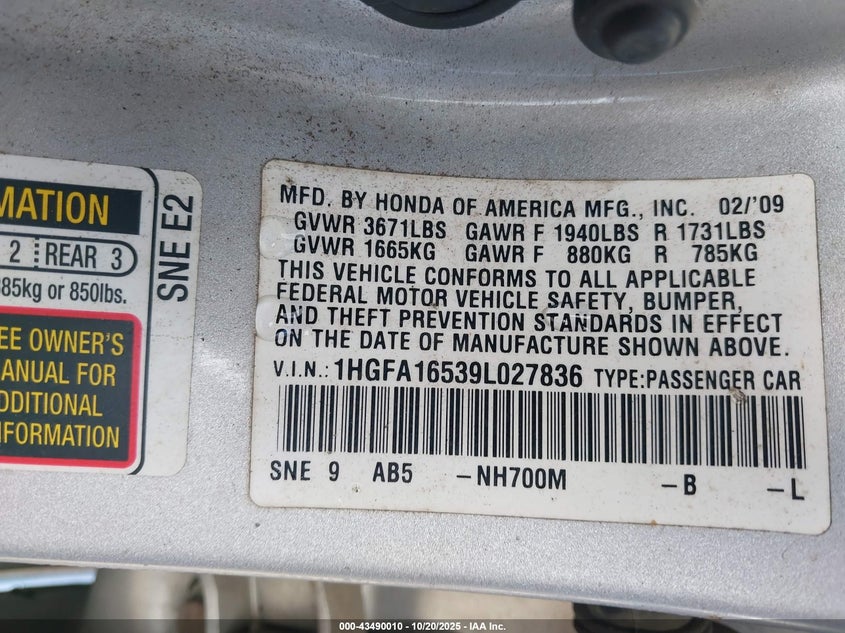 MATION
2 REAR 3
85kg or 850lbs.
EE OWNER'S
ANUAL FOR
DDITIONAL
NFORMATION
SNE E2
MFD. BY HONDA OF AMERICA MFG., INC. 02/'09
GVWR 3671LBS GAWR F 1940LBS R 1731LBS
GVWR 1665KG GAWR F 880KG R 785KG
THIS VEHICLE CONFORMS TO ALL APPLICABLE
FEDERAL MOTOR VEHICLE SAFETY, BUMPER,
AND THEFT PREVENTION STANDARDS IN EFFECT
ON THE DATE OF MANUFACTURE SHOWN ABOVE.
V.I.N.: 1HGFA16539L027836 TYPE:PASSENGER CAR
SNE 9 AB5 -NH700M -B -L
000-43490010 - 10/20/2025 - IAA Inc.